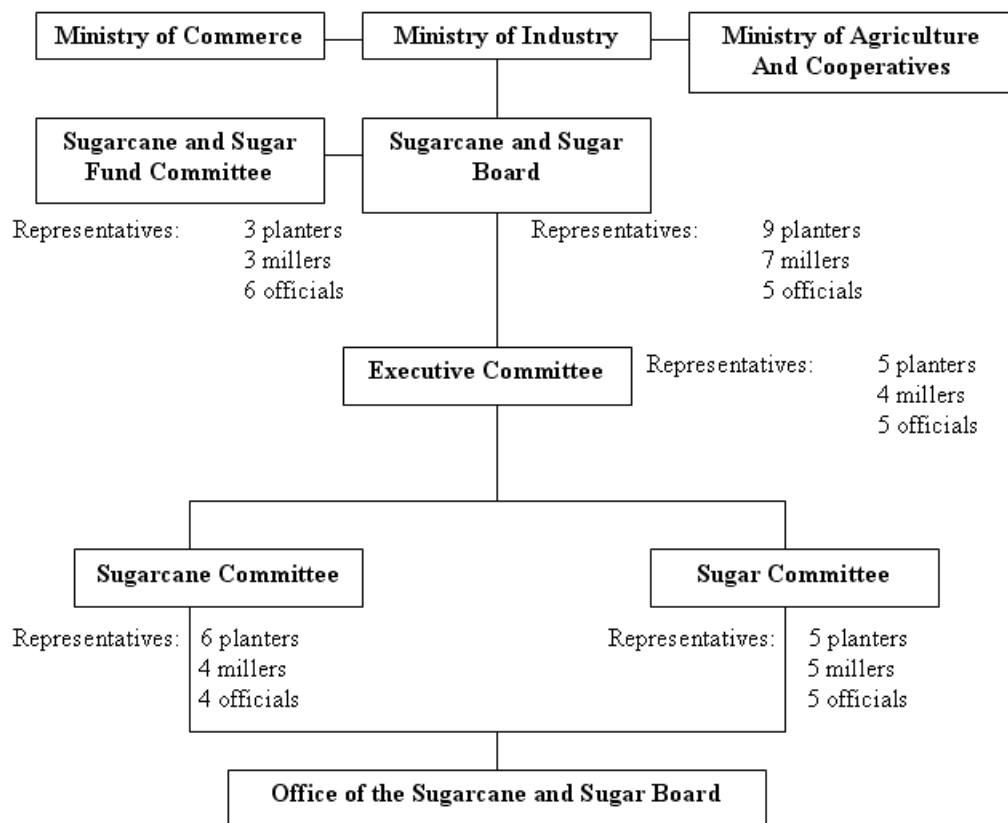 Ministry of Commerce
Ministry of Industry
Ministry of Agriculture
And Cooperatives
Sugarcane and Sugar
Fund Committee
Sugarcane and Sugar
Board
Representatives: 3 planters
3 millers
6 officials
Representatives: 9 planters
7 millers
5 officials
Executive Committee
Representatives: 5 planters
4 millers
5 officials
Sugarcane Committee
Sugar Committee
Representatives: 6 planters
4 millers
4 officials
Representatives: 5 planters
5 millers
5 officials
Office of the Sugarcane and Sugar Board